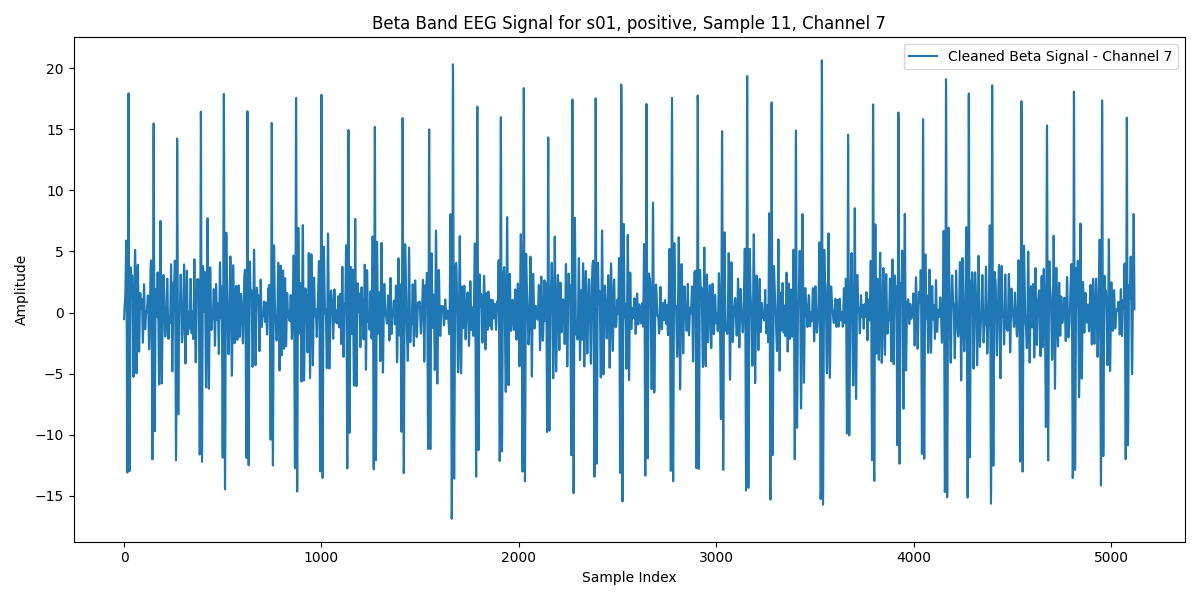 Beta Band EEG Signal for s01, positive, Sample 11, Channel 7
Cleaned Beta Signal - Channel 7
Amplitude
20
15
10
5
0
−5
−10
−15
0 1000 2000 3000 4000 5000
Sample Index